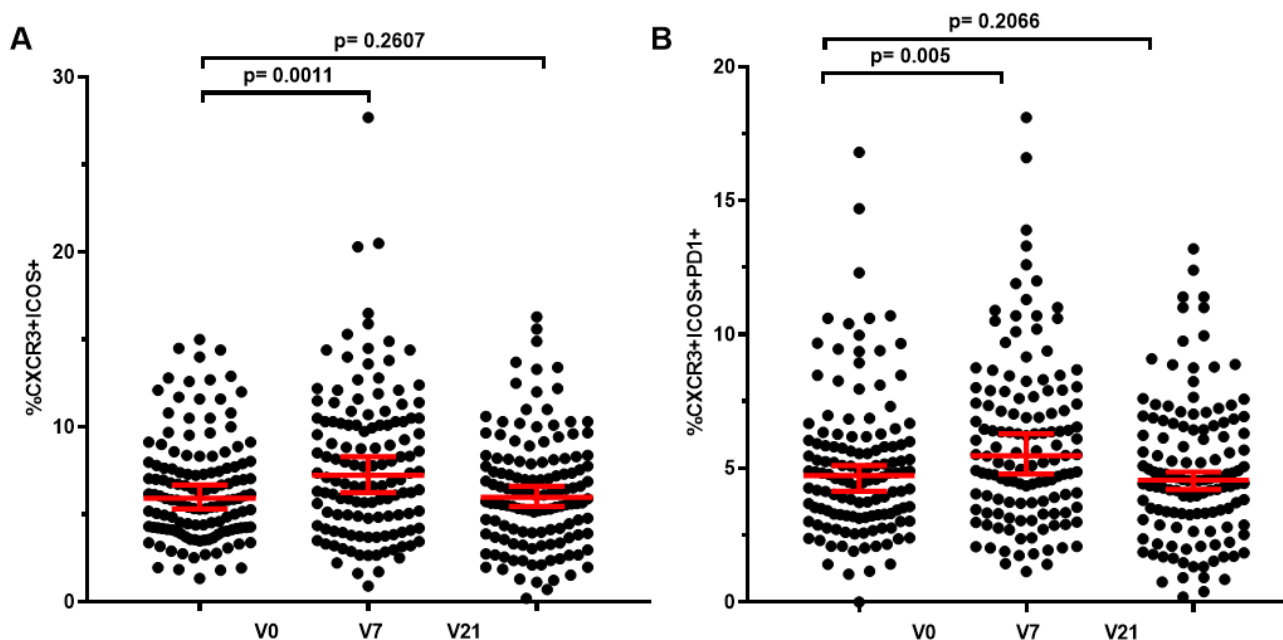 A
p= 0.2607
p= 0.0011
%CXCR3+ICOS+
30
20
10
0
V0 V7 V21
B
p= 0.2066
p= 0.005
%CXCR3+ICOS+PD1+
20
15
10
5
0
V0 V7 V21